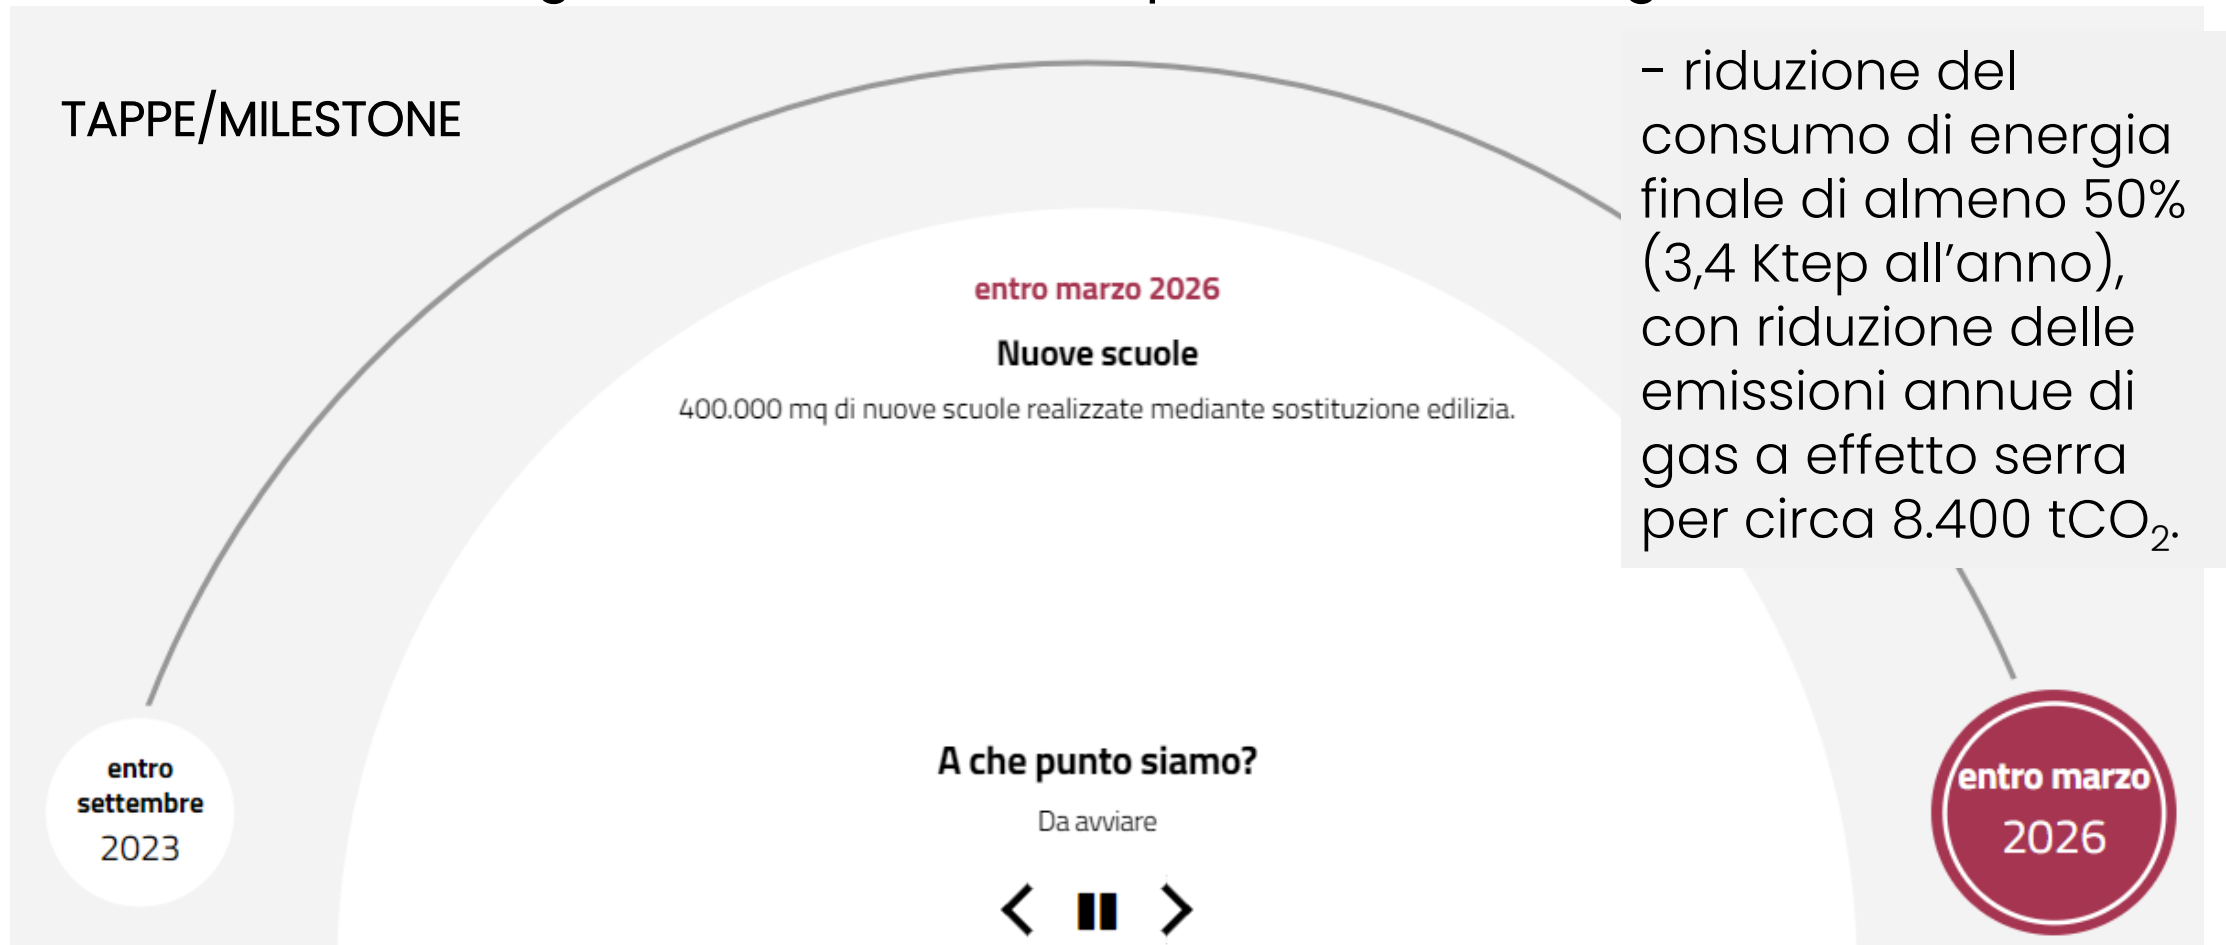 TAPPE/MILESTONE
- riduzione del
consumo di energia
finale di almeno 50%
(3,4 Ktep all’anno),
con riduzione delle
emissioni annue di
gas a effetto serra
per circa 8.400 tCO₂.
entro marzo 2026
Nuove scuole
400.000 mq di nuove scuole realizzate mediante sostituzione edilizia.
A che punto siamo?
Da avviare
entro
settembre
2023
entro marzo
2026